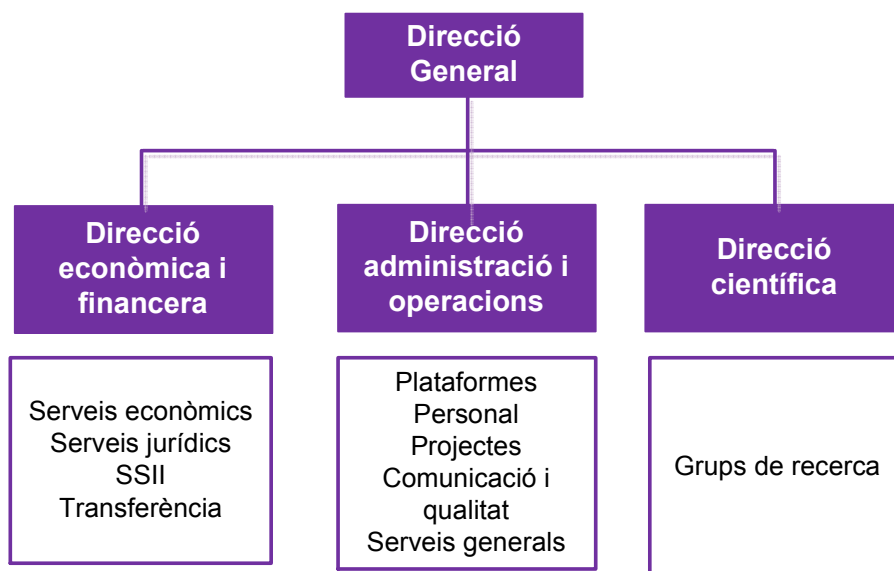 Direcció
General
Direcció
econòmica i
financera
Direcció
administració i
operacions
Direcció
científica
Serveis econòmics
Serveis jurídics
SSII
Transferència
Plataformes
Personal
Projectes
Comunicació i
qualitat
Serveis generals
Grups de recerca